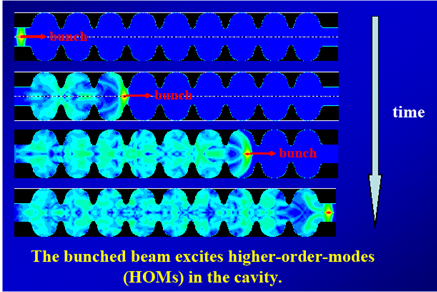 bunch
bunch
time
bunch
The bunched beam excites higher-order-modes
(HOMs) in the cavity.